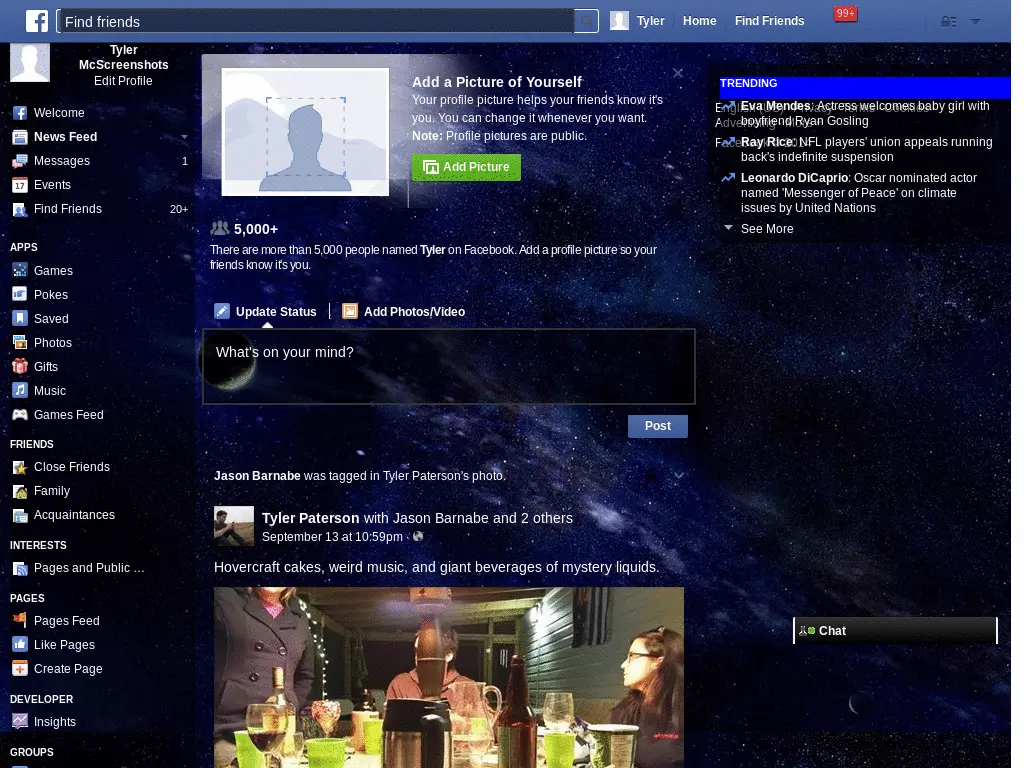 Find friends
Tyler
Home
Find Friends
99+
Tyler
McScreenshots
Edit Profile
Welcome
News Feed
Messages 1
Events
Find Friends 20+
APPS
Games
Pokes
Saved
Photos
Gifts
Music
Games Feed
FRIENDS
Close Friends
Family
Acquaintances
INTERESTS
Pages and Public ...
PAGES
Pages Feed
Like Pages
Create Page
DEVELOPER
Insights
GROUPS
Add a Picture of Yourself
Your profile picture helps your friends know it's
you. You can change it whenever you want.
Note: Profile pictures are public.
Add Picture
5,000+
There are more than 5,000 people named Tyler on Facebook. Add a profile picture so your
friends know it's you.
Update Status
Add Photos/Video
What's on your mind?
Post
Jason Barnabe was tagged in Tyler Paterson's photo.
Tyler Paterson with Jason Barnabe and 2 others
September 13 at 10:59pm ·
Hovercraft cakes, weird music, and giant beverages of mystery liquids.
TRENDING
Eva Mendes: Actress welcomes baby girl with
boyfriend Ryan Gosling
Ray Rice: NFL players' union appeals running
back's indefinite suspension
Leonardo DiCaprio: Oscar nominated actor
named 'Messenger of Peace' on climate
issues by United Nations
See More
Chat